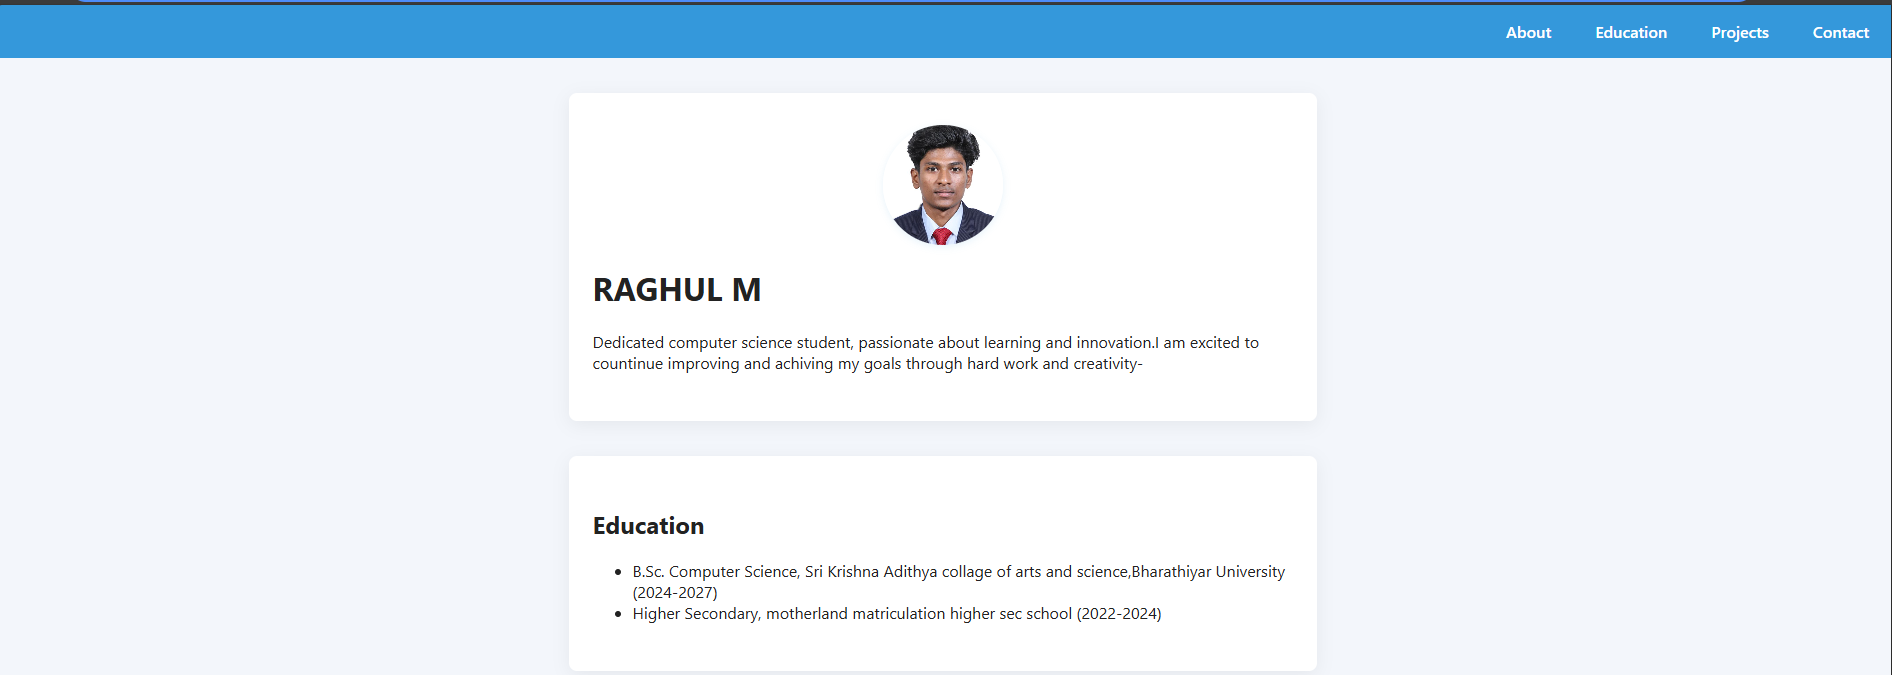 About Education Projects Contact
RAGHUL M
Dedicated computer science student, passionate about learning and innovation.I am excited to
countinue improving and achiving my goals through hard work and creativity-
Education
B.Sc. Computer Science, Sri Krishna Adithya collage of arts and science,Bharathiyar University
(2024-2027)
Higher Secondary, motherland matriculation higher sec school (2022-2024)